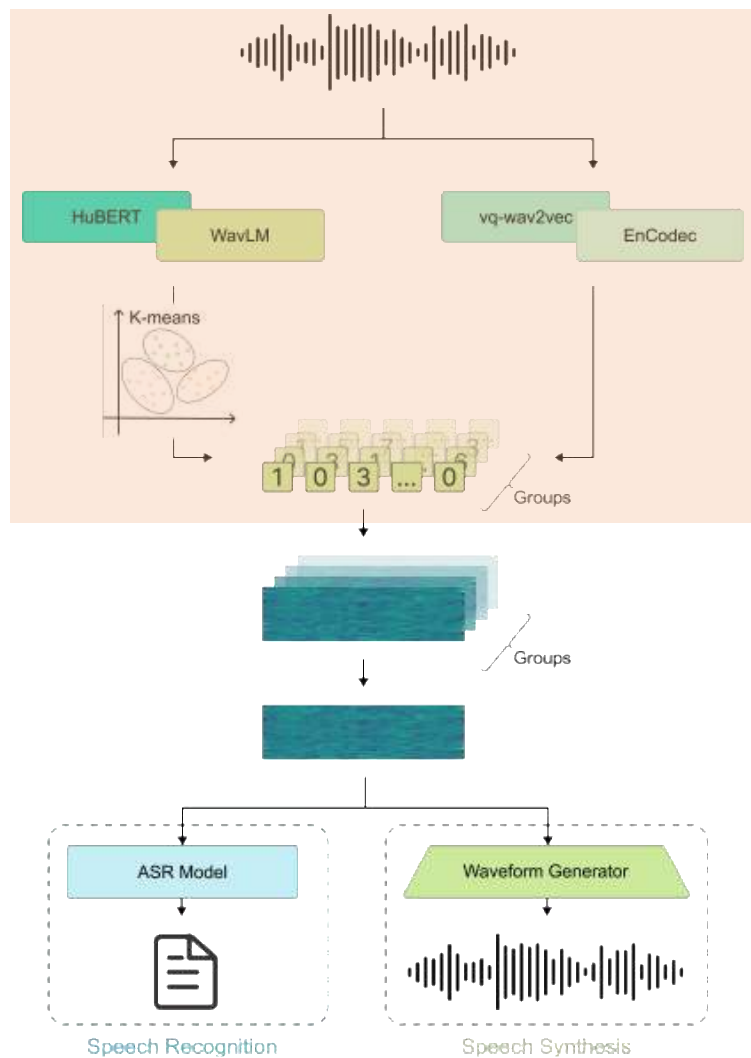 HuBERT
WavLM
vq-wav2vec
EnCodec
K-means
1 0 3 ... 0
Groups
Groups
ASR Model
Waveform Generator
Speech Recognition
Speech Synthesis